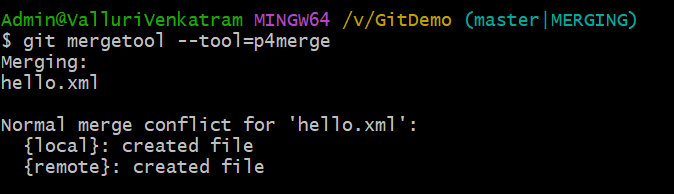 Admin@ValluriVenkatram MINGW64 /v/GitDemo (master|MERGING)
$ git mergetool --tool=p4merge
Merging:
hello.xml

Normal merge conflict for 'hello.xml':
  {local}: created file
  {remote}: created file